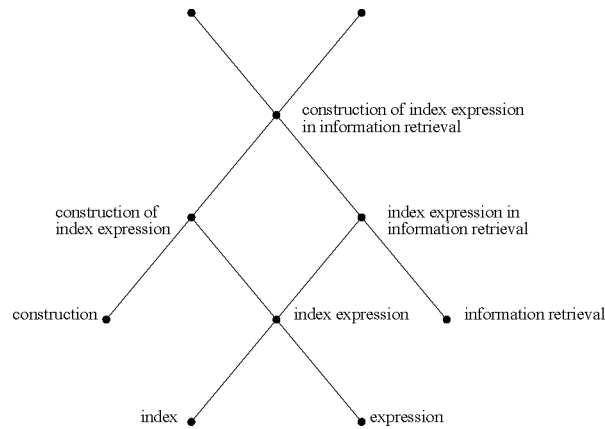 construction of index expression
in information retrieval
construction of
index expression
index expression in
information retrieval
construction
index expression
information retrieval
index
expression